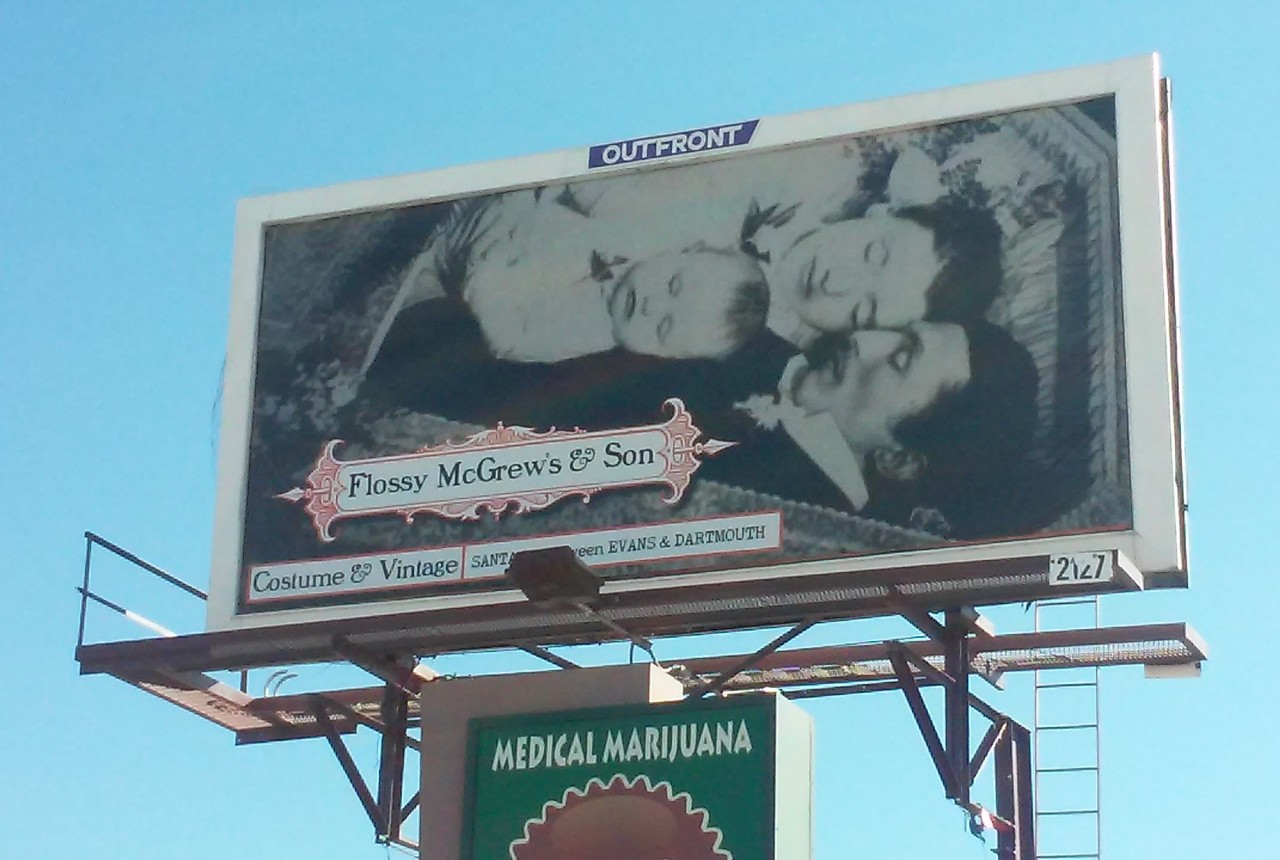 OUTFRONT
Flossy McGrew's & Son
Costume & Vintage
EVANS & DARTMOUTH
2127
MEDICAL MARIJUANA